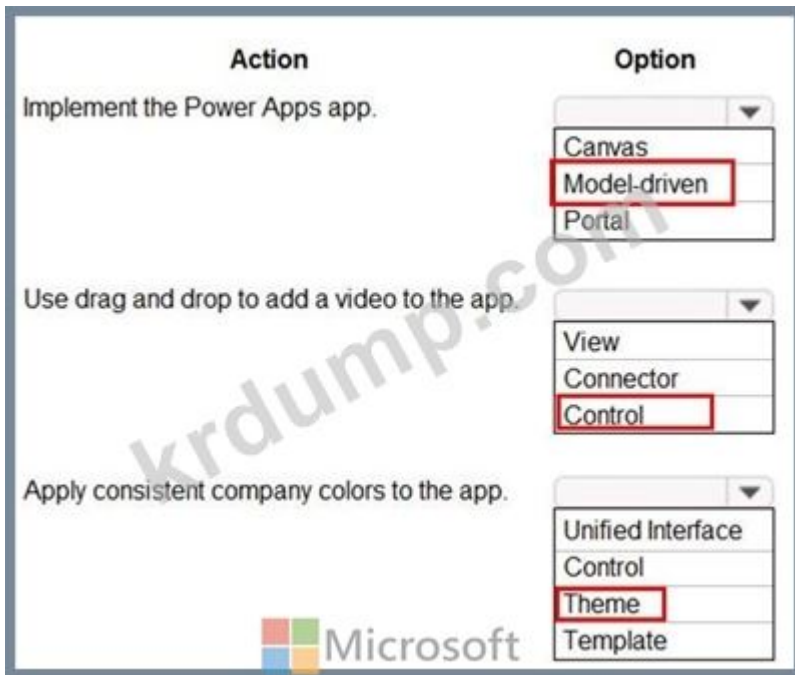 Action Option
Implement the Power Apps app.
Canvas
Model-driven
Portal
Use drag and drop to add a video to the app.
View
Connector
Control
Apply consistent company colors to the app.
Unified Interface
Control
Theme
Template
Microsoft
krdump.com